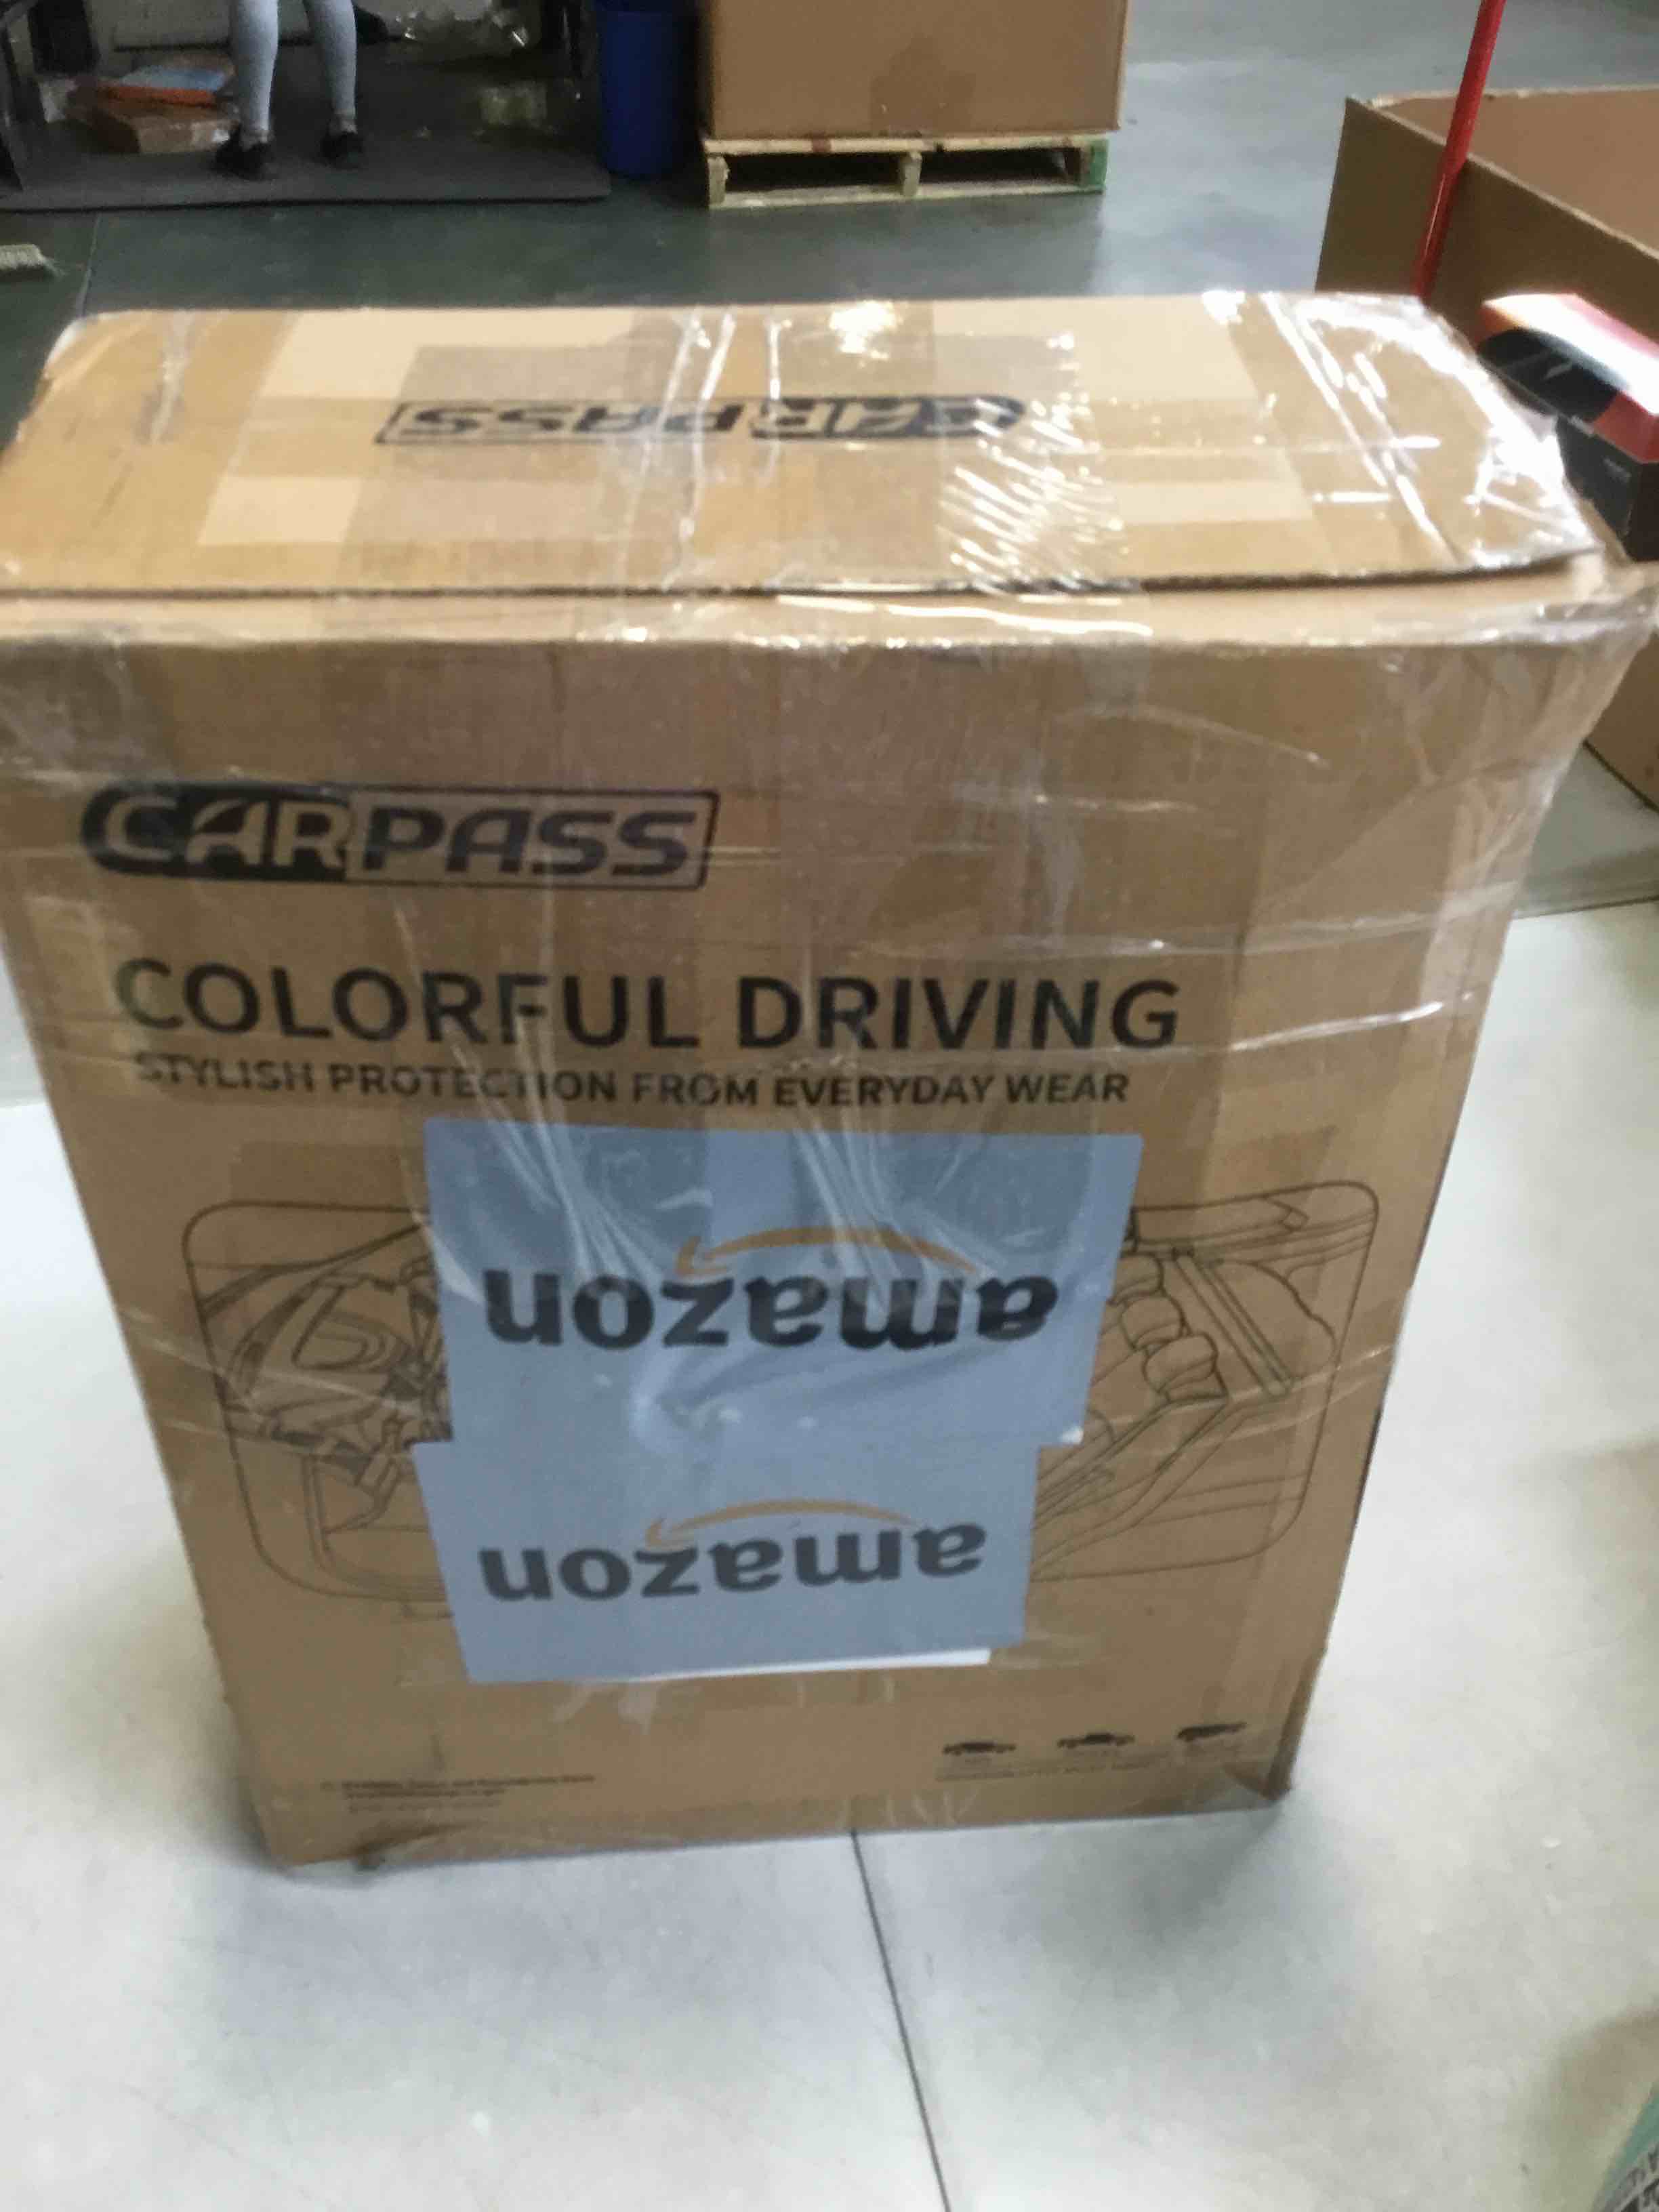 CARPASS
CARPASS
COLORFUL DRIVING
STYLISH PROTECTION FROM EVERYDAY WEAR
amazon
amazon